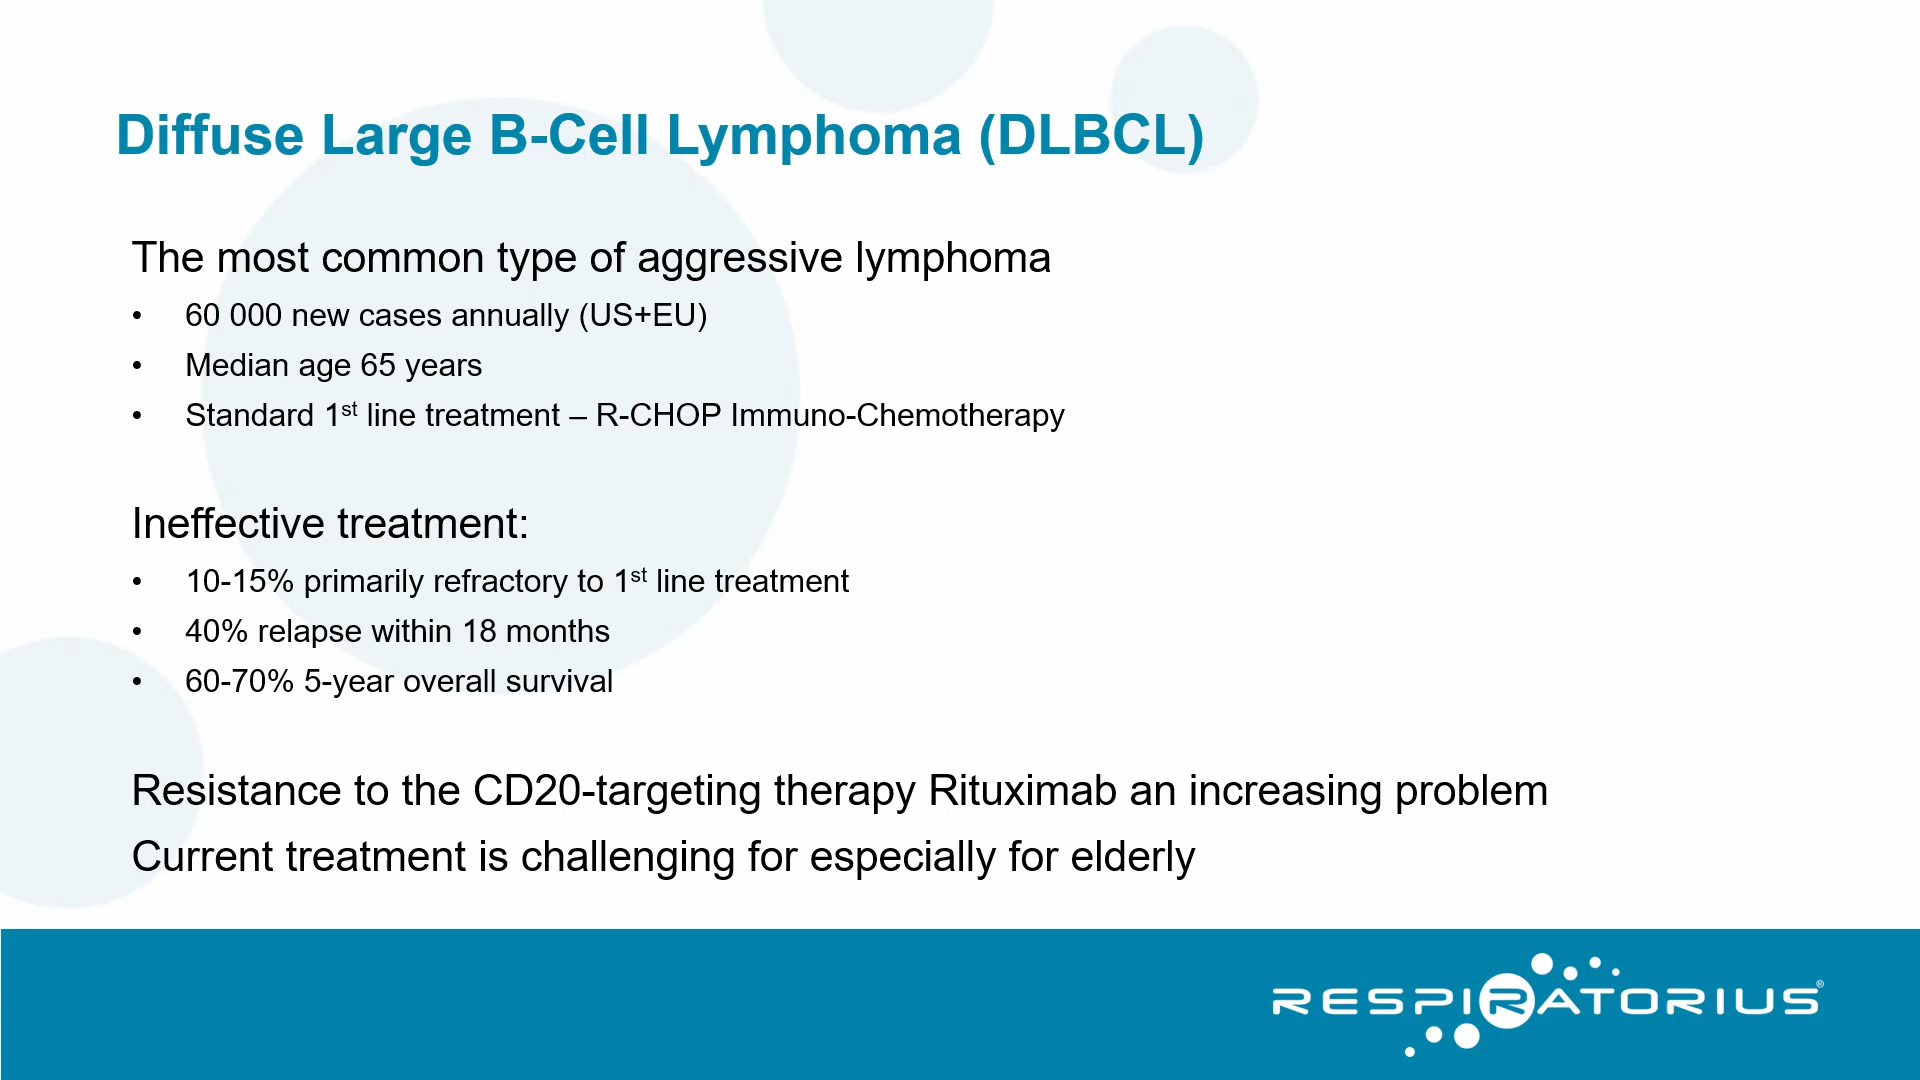 Diffuse Large B-Cell Lymphoma (DLBCL)
The most common type of aggressive lymphoma
• 60 000 new cases annually (US+EU)
• Median age 65 years
• Standard 1st line treatment – R-CHOP Immuno-Chemotherapy
Ineffective treatment:
• 10-15% primarily refractory to 1st line treatment
• 40% relapse within 18 months
• 60-70% 5-year overall survival
Resistance to the CD20-targeting therapy Rituximab an increasing problem
Current treatment is challenging for especially for elderly
RESPIRATORIUS®